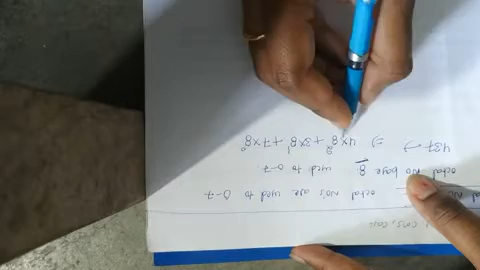 octal No's are used to 0-7
octal No base 8 used to 0-7.
437 → ⇒ 4×8² + 3×8¹ + 7×8⁰